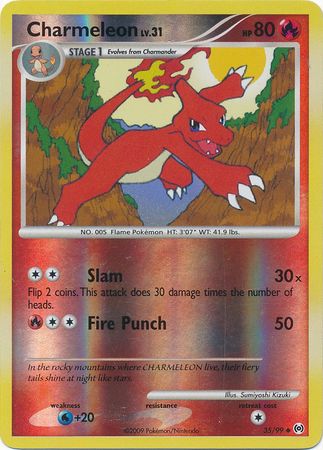 Charmeleon LV.31 HP 80
STAGE 1 Evolves from Charmander
NO. 005 Flame Pokémon HT: 3'07" WT: 41.9 lbs.
Slam 30x
Flip 2 coins. This attack does 30 damage times the number of
heads.
Fire Punch 50
In the rocky mountains where CHARMELEON live, their fiery
tails shine at night like stars.
Illus. Sumiyoshi Kizuki
weakness resistance retreat cost
+20
©2009 Pokémon/Nintendo 35/99